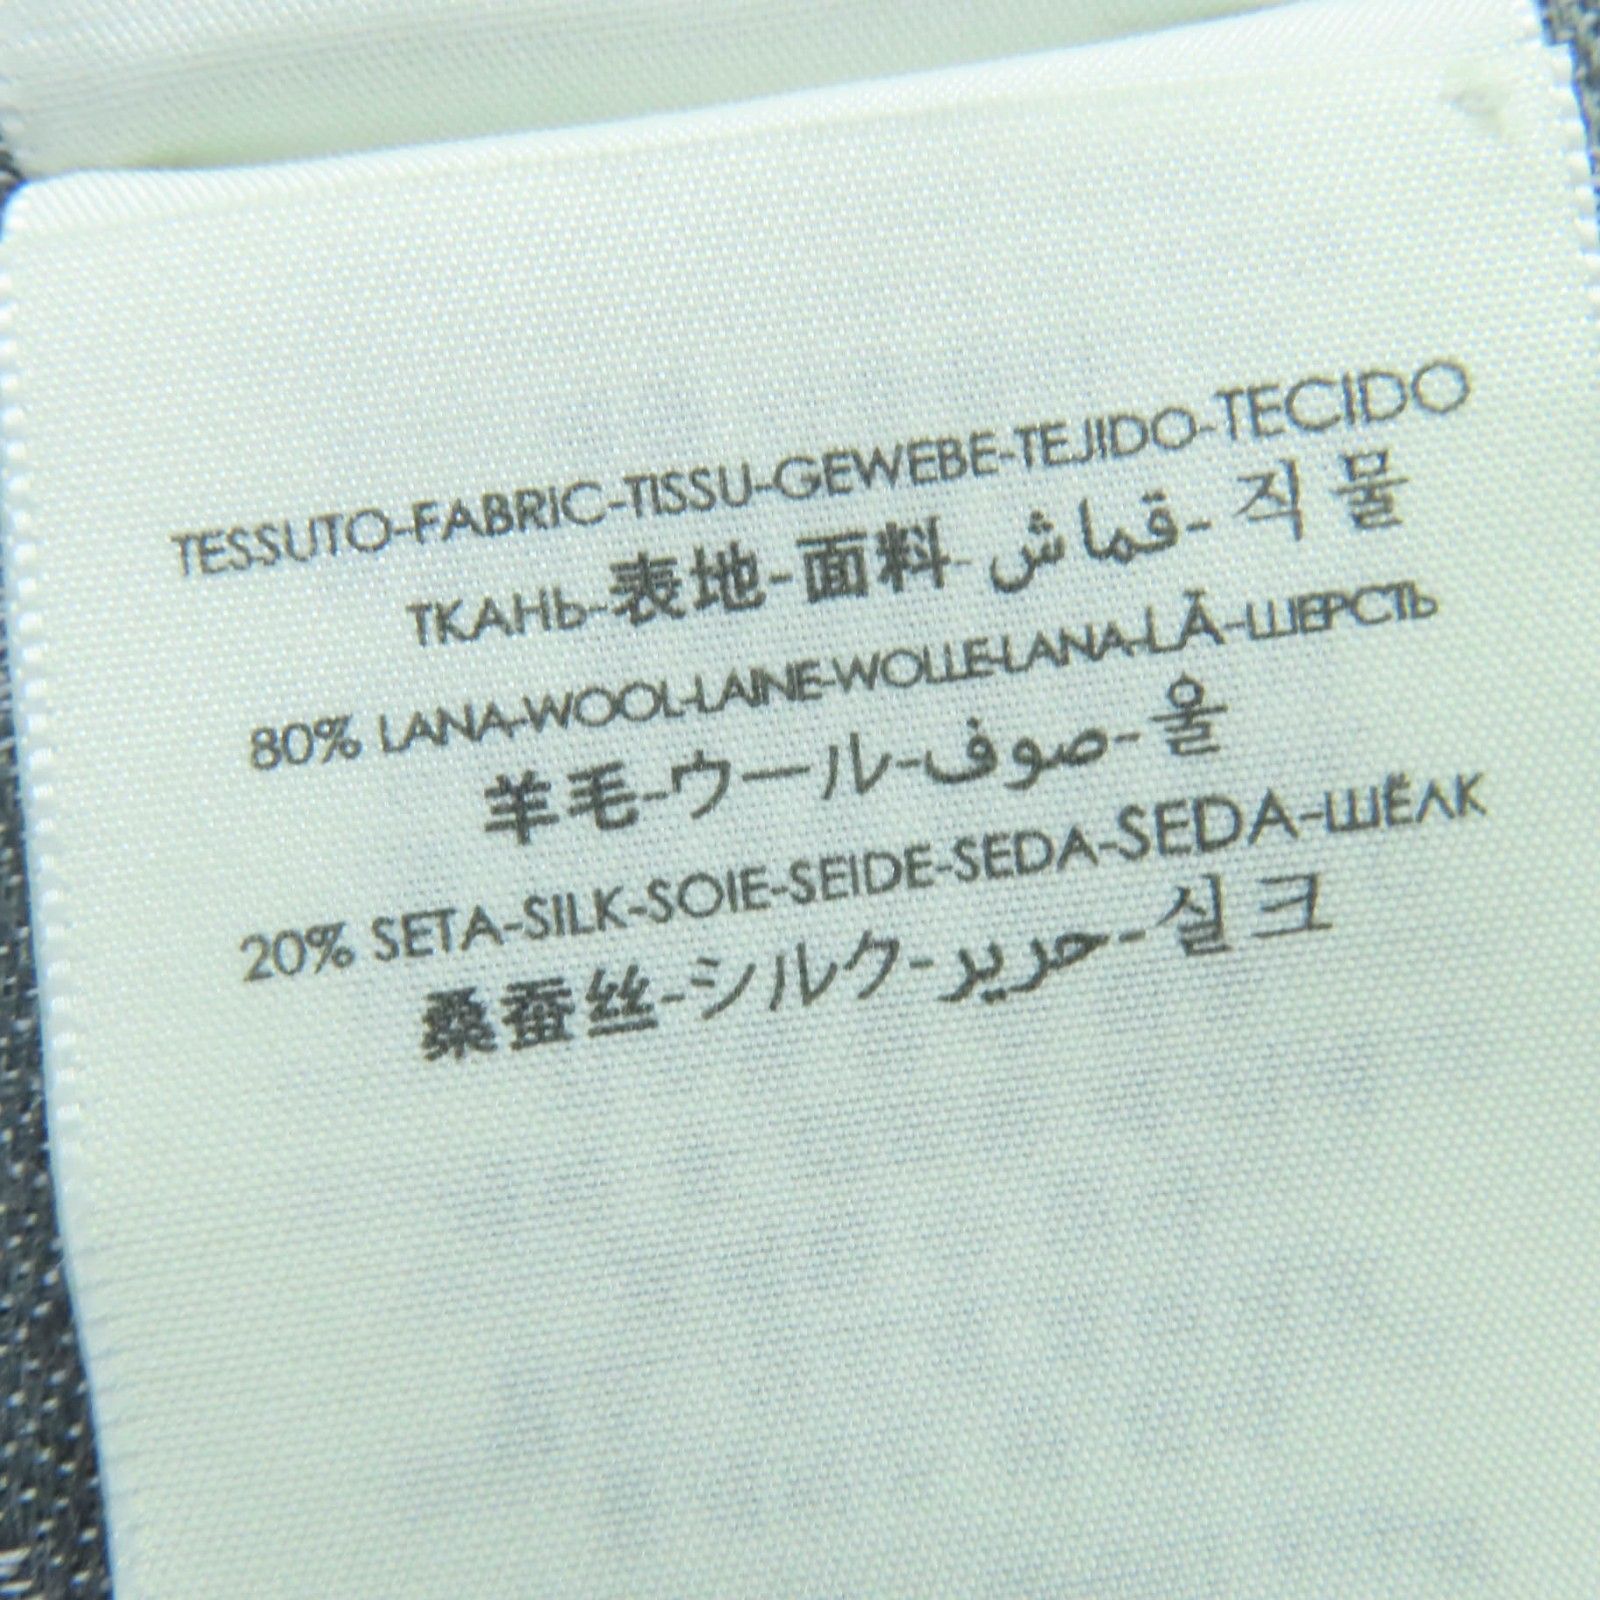 TESSUTO-FABRIC-TISSU-GEWEBE-TEJIDO-TECIDO
ТКАНЬ-表地-面料-قماش-직물
80% LANA-WOOL-LAINE-WOLLE-LANA-LÃ-ШЕРСТЬ
羊毛-ウール-صوف-울
20% SETA-SILK-SOIE-SEIDE-SEDA-SEDA-ШЁЛК
桑蚕丝-シルク-حرير-실크